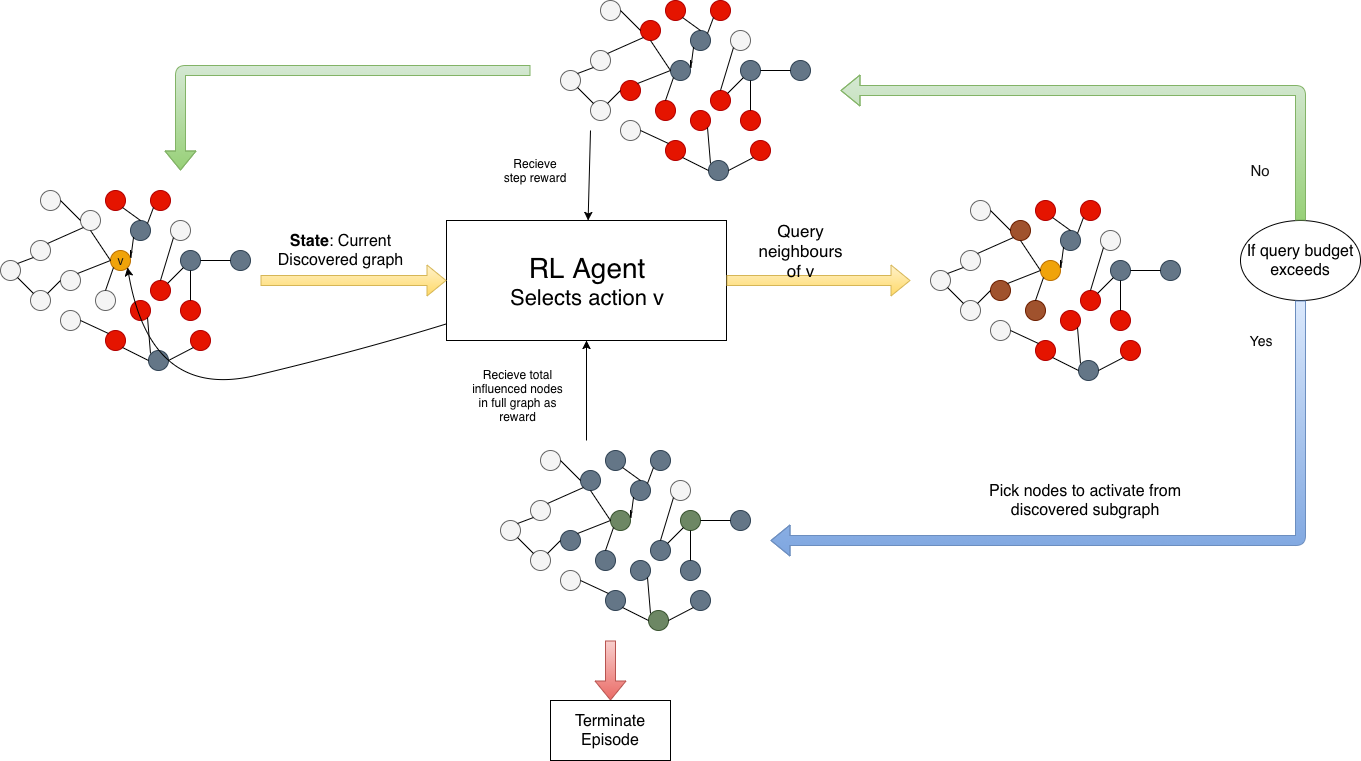 Recieve
step reward
No
State: Current
Discovered graph
v
RL Agent
Selects action v
Query
neighbours
of v
If query budget
exceeds
Yes
Recieve total
influenced nodes
in full graph as
reward
Pick nodes to activate from
discovered subgraph
Terminate
Episode